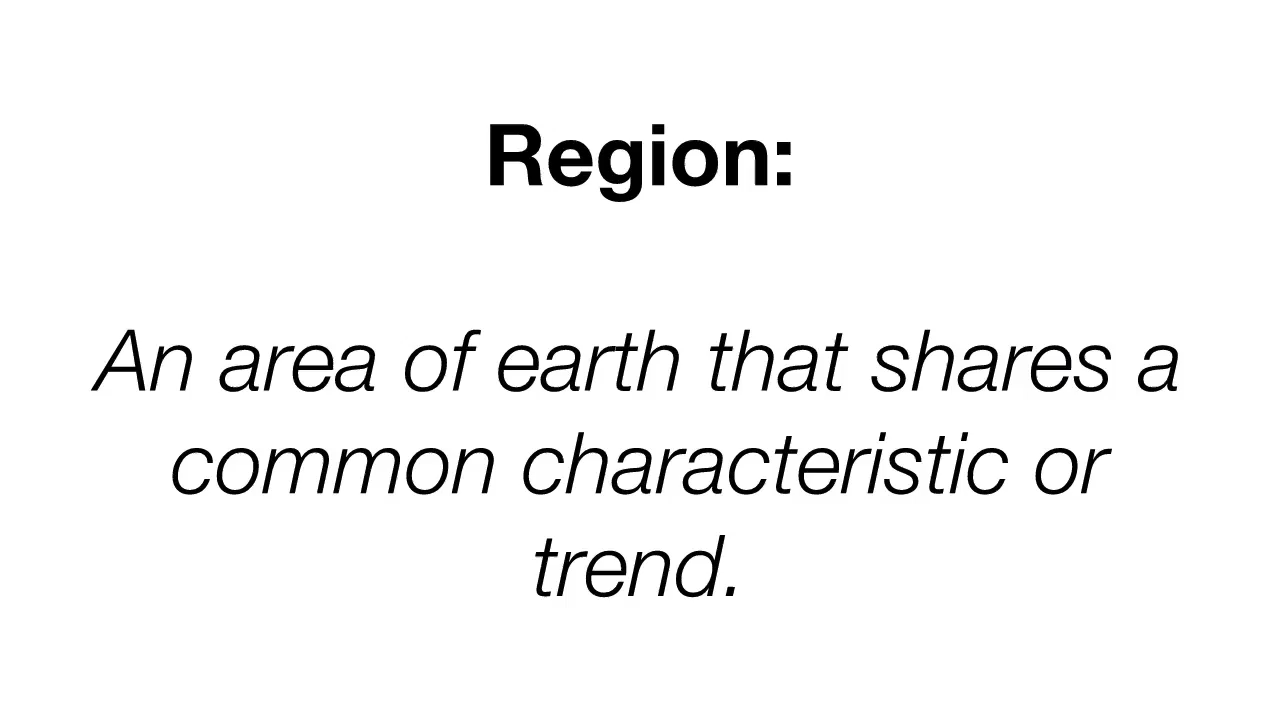 Region:
An area of earth that shares a
common characteristic or
trend.